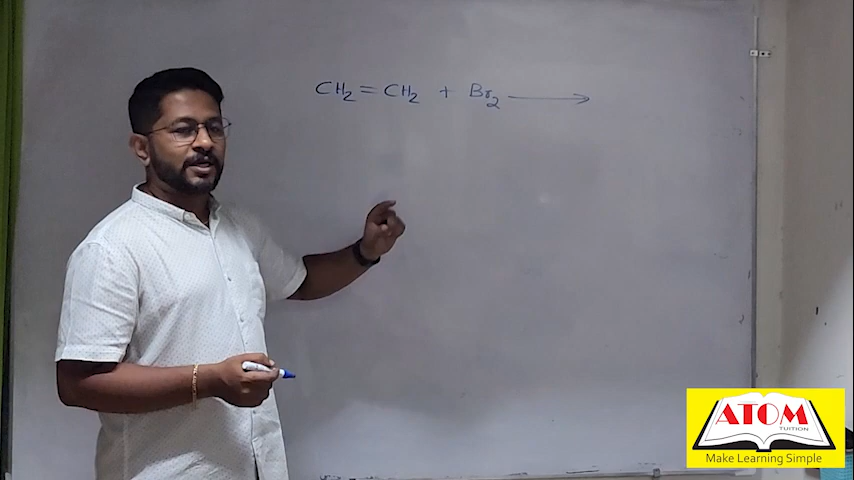 CH₂ = CH₂ + Br₂ ⟶
ATOM
TUITION
Make Learning Simple